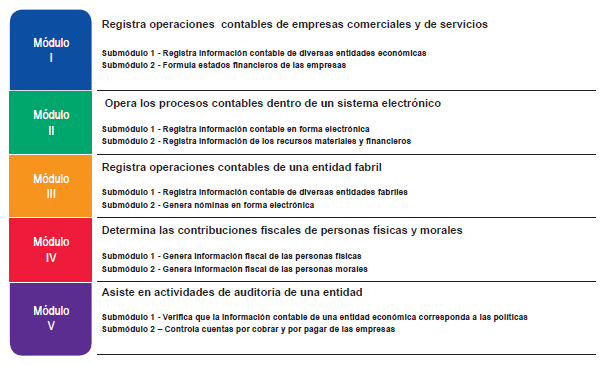 Módulo
I
Registra operaciones contables de empresas comerciales y de servicios
Submódulo 1 - Registra información contable de diversas entidades económicas
Submódulo 2 - Formula estados financieros de las empresas
Módulo
II
Opera los procesos contables dentro de un sistema electrónico
Submódulo 1 - Registra información contable en forma electrónica
Submódulo 2 - Registra información de los recursos materiales y financieros
Módulo
III
Registra operaciones contables de una entidad fabril
Submódulo 1 - Registra información contable de diversas entidades fabriles
Submódulo 2 - Genera nóminas en forma electrónica
Módulo
IV
Determina las contribuciones fiscales de personas físicas y morales
Submódulo 1 - Genera información fiscal de las personas físicas
Submódulo 2 - Genera información fiscal de las personas morales
Módulo
V
Asiste en actividades de auditoria de una entidad
Submódulo 1 - Verifica que la información contable de una entidad económica corresponda a las políticas
Submódulo 2 – Controla cuentas por cobrar y por pagar de las empresas